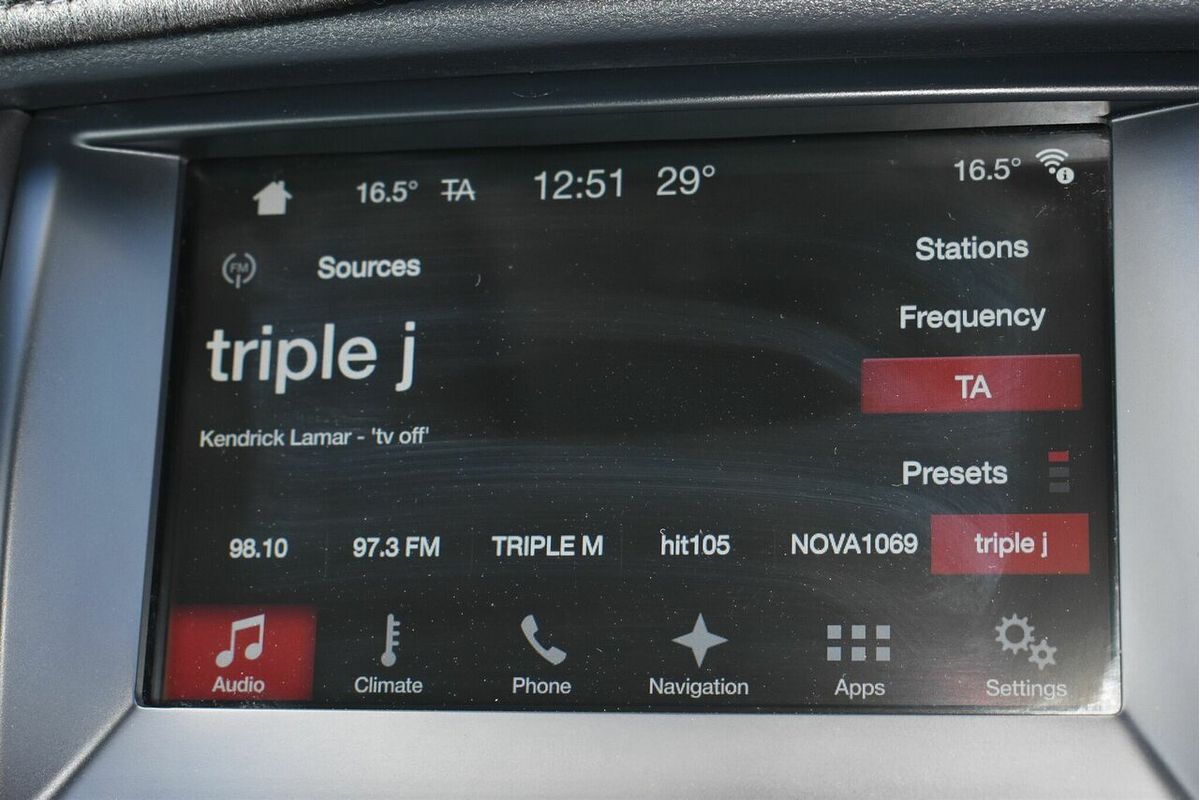 16.5° TA 12:51 29° 16.5°
FM Sources
Stations
Frequency
triple j
TA
Kendrick Lamar - 'tv off'
Presets
98.10 97.3 FM TRIPLE M hit105 NOVA1069 triple j
Audio Climate Phone Navigation Apps Settings